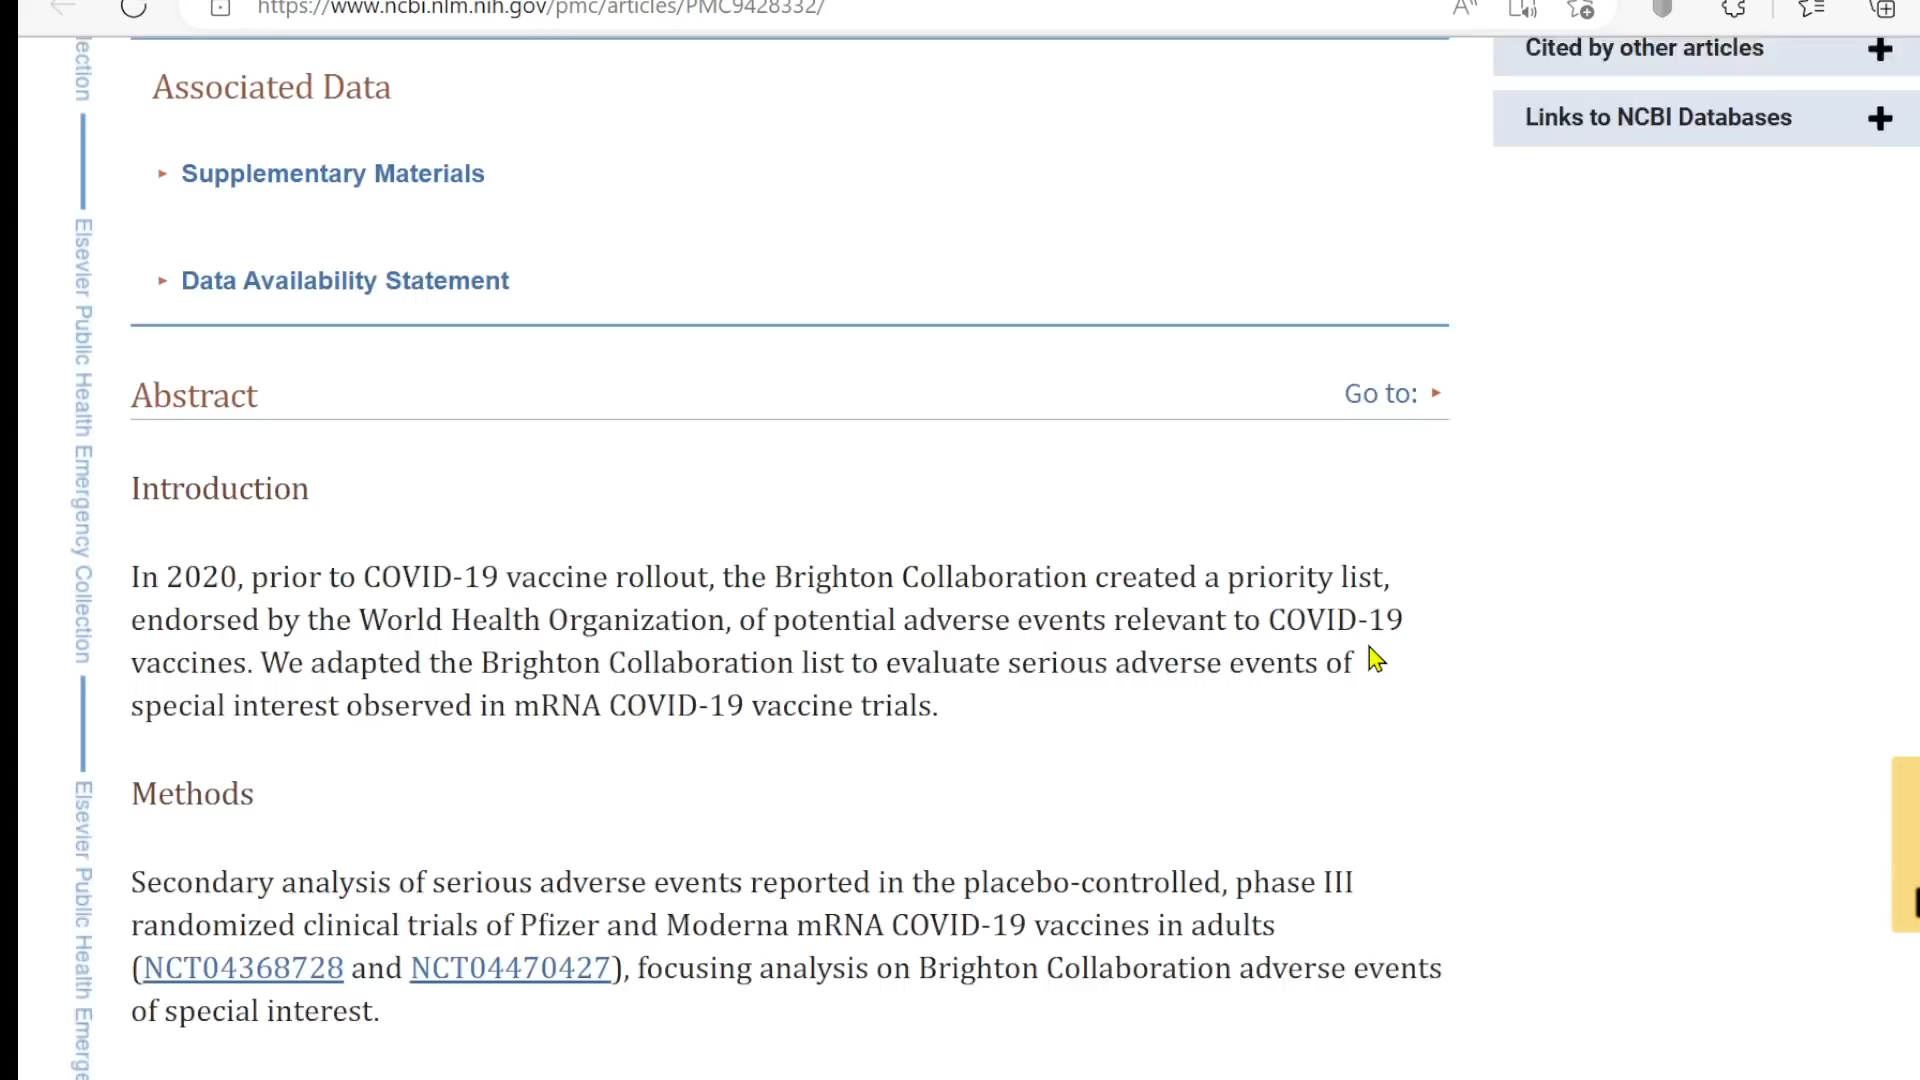 https://www.ncbi.nlm.nih.gov/pmc/articles/PMC9428332/
Cited by other articles
Links to NCBI Databases
Associated Data
Supplementary Materials
Data Availability Statement
Abstract
Go to:
Introduction
In 2020, prior to COVID-19 vaccine rollout, the Brighton Collaboration created a priority list,
endorsed by the World Health Organization, of potential adverse events relevant to COVID-19
vaccines. We adapted the Brighton Collaboration list to evaluate serious adverse events of
special interest observed in mRNA COVID-19 vaccine trials.
Methods
Secondary analysis of serious adverse events reported in the placebo-controlled, phase III
randomized clinical trials of Pfizer and Moderna mRNA COVID-19 vaccines in adults
(NCT04368728 and NCT04470427), focusing analysis on Brighton Collaboration adverse events
of special interest.
lection
Elsevier Public Health Emergency Collection
Elsevier Public Health Emerge